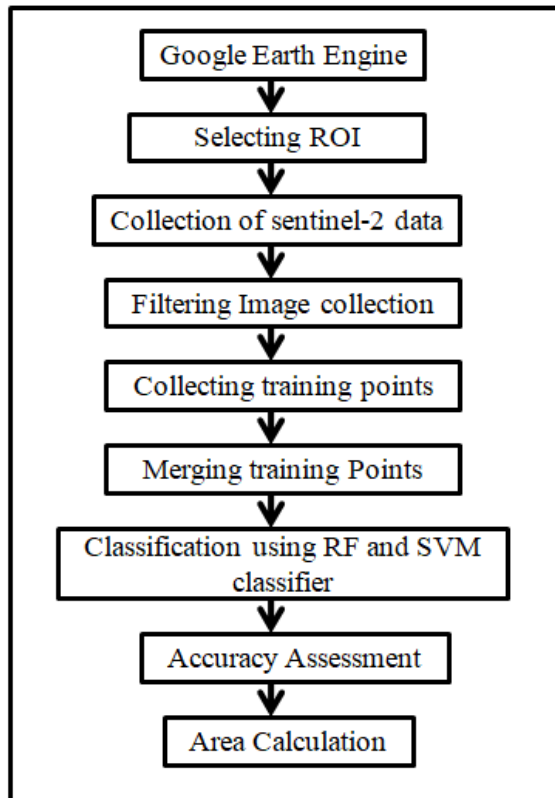 Google Earth Engine
Selecting ROI
Collection of sentinel-2 data
Filtering Image collection
Collecting training points
Merging training Points
Classification using RF and SVM
classifier
Accuracy Assessment
Area Calculation